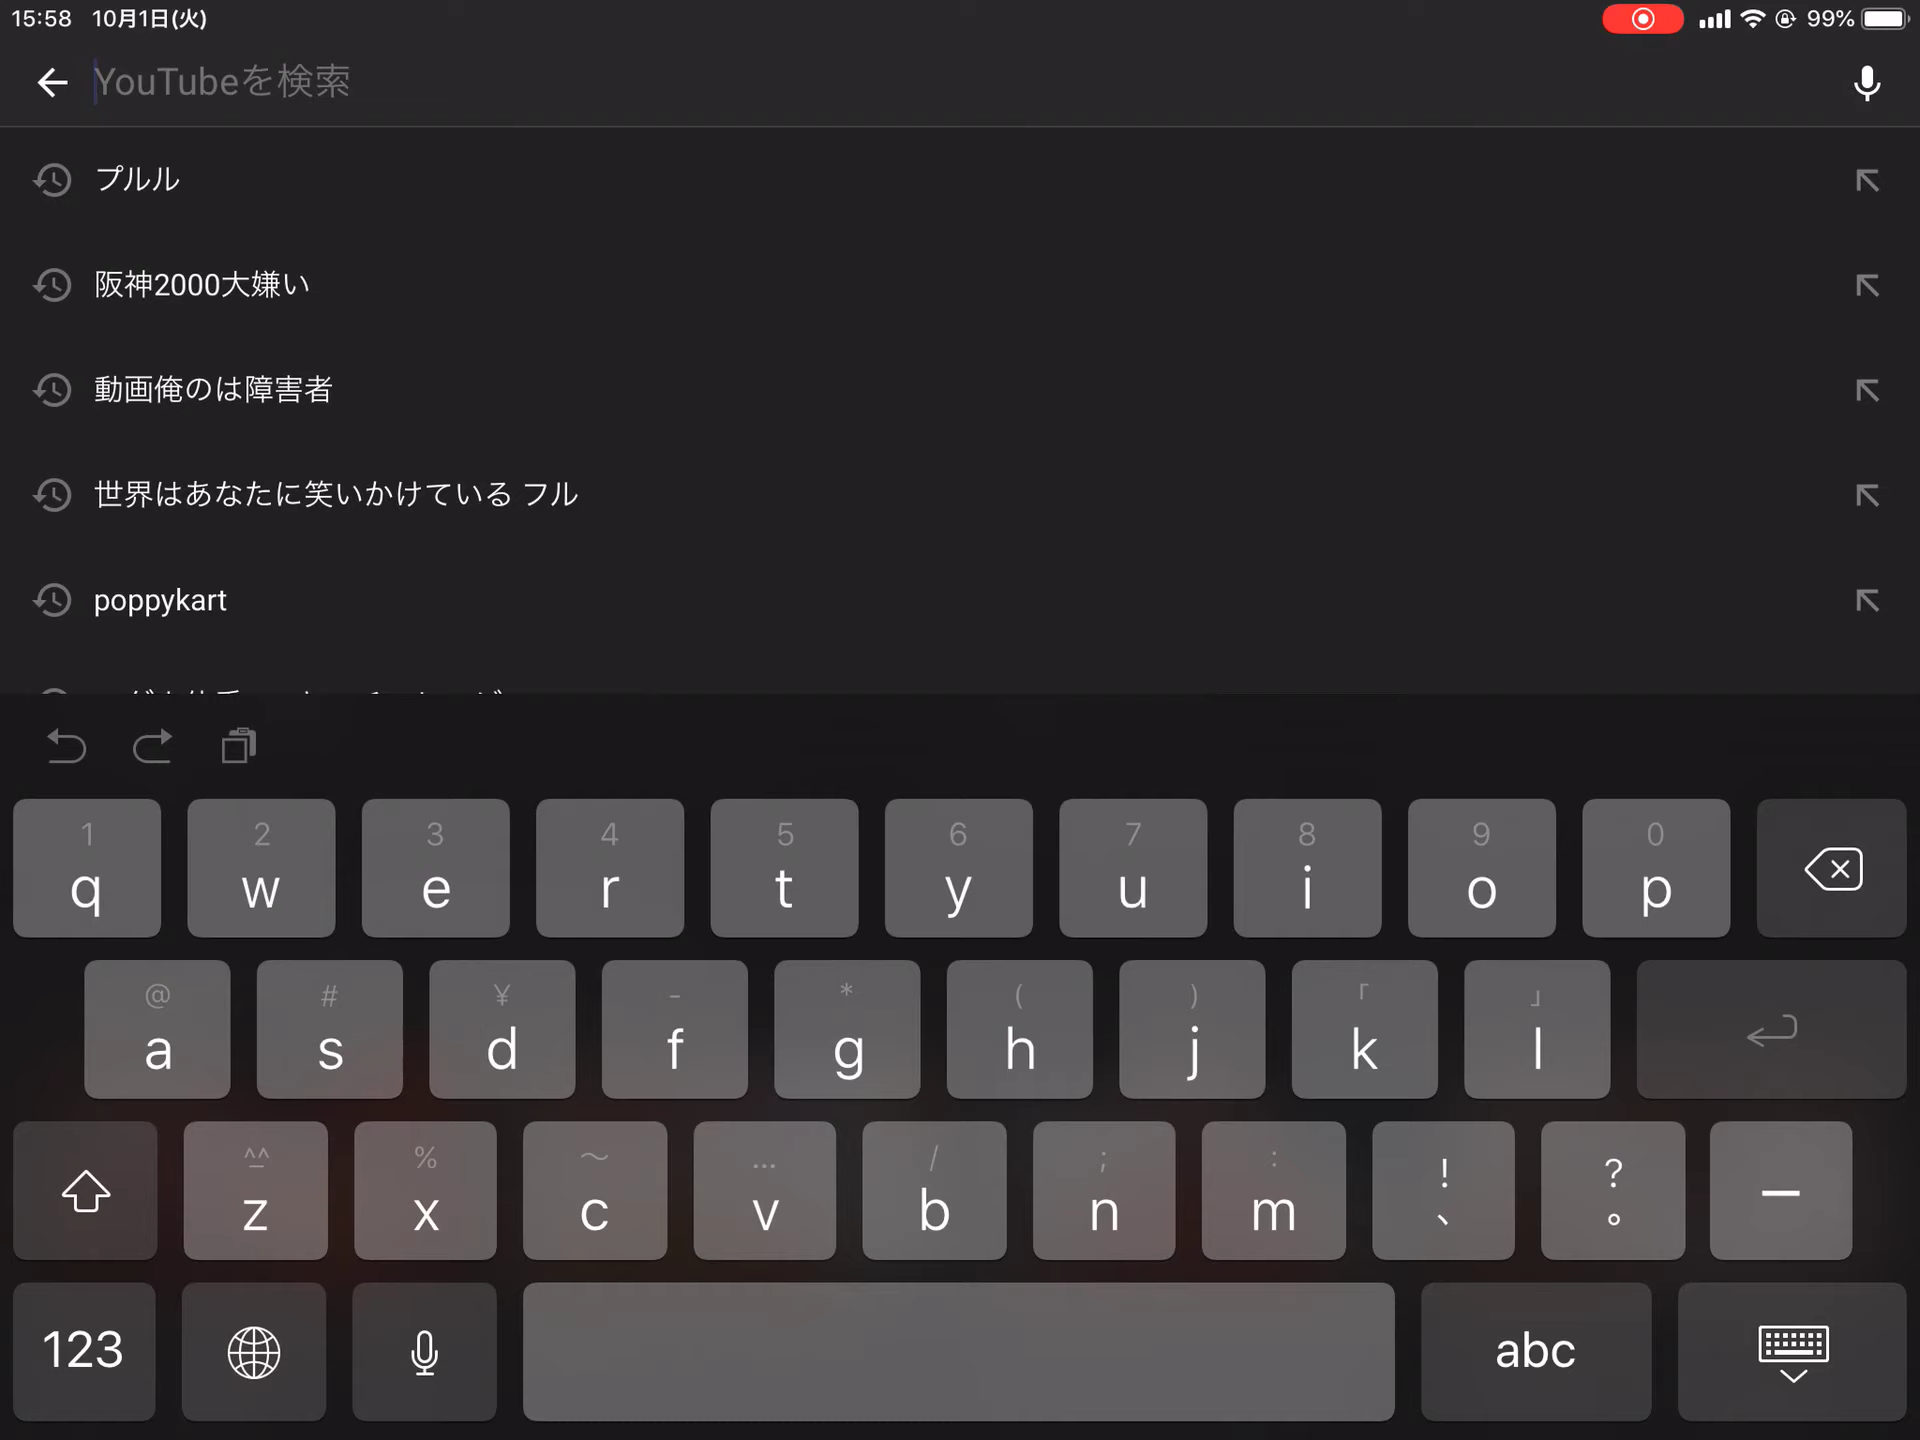 15:58 10月1日(火) 99%
YouTubeを検索
プルル
阪神2000大嫌い
動画俺のは障害者
世界はあなたに笑いかけている フル
poppykart
1 2 3 4 5 6 7 8 9 0
q w e r t y u i o p
@ # ¥ - * ( ) 「 」
a s d f g h j k l
^^ % ～ … / ; : ! ?
z x c v b n m 、 。 ー
123 abc